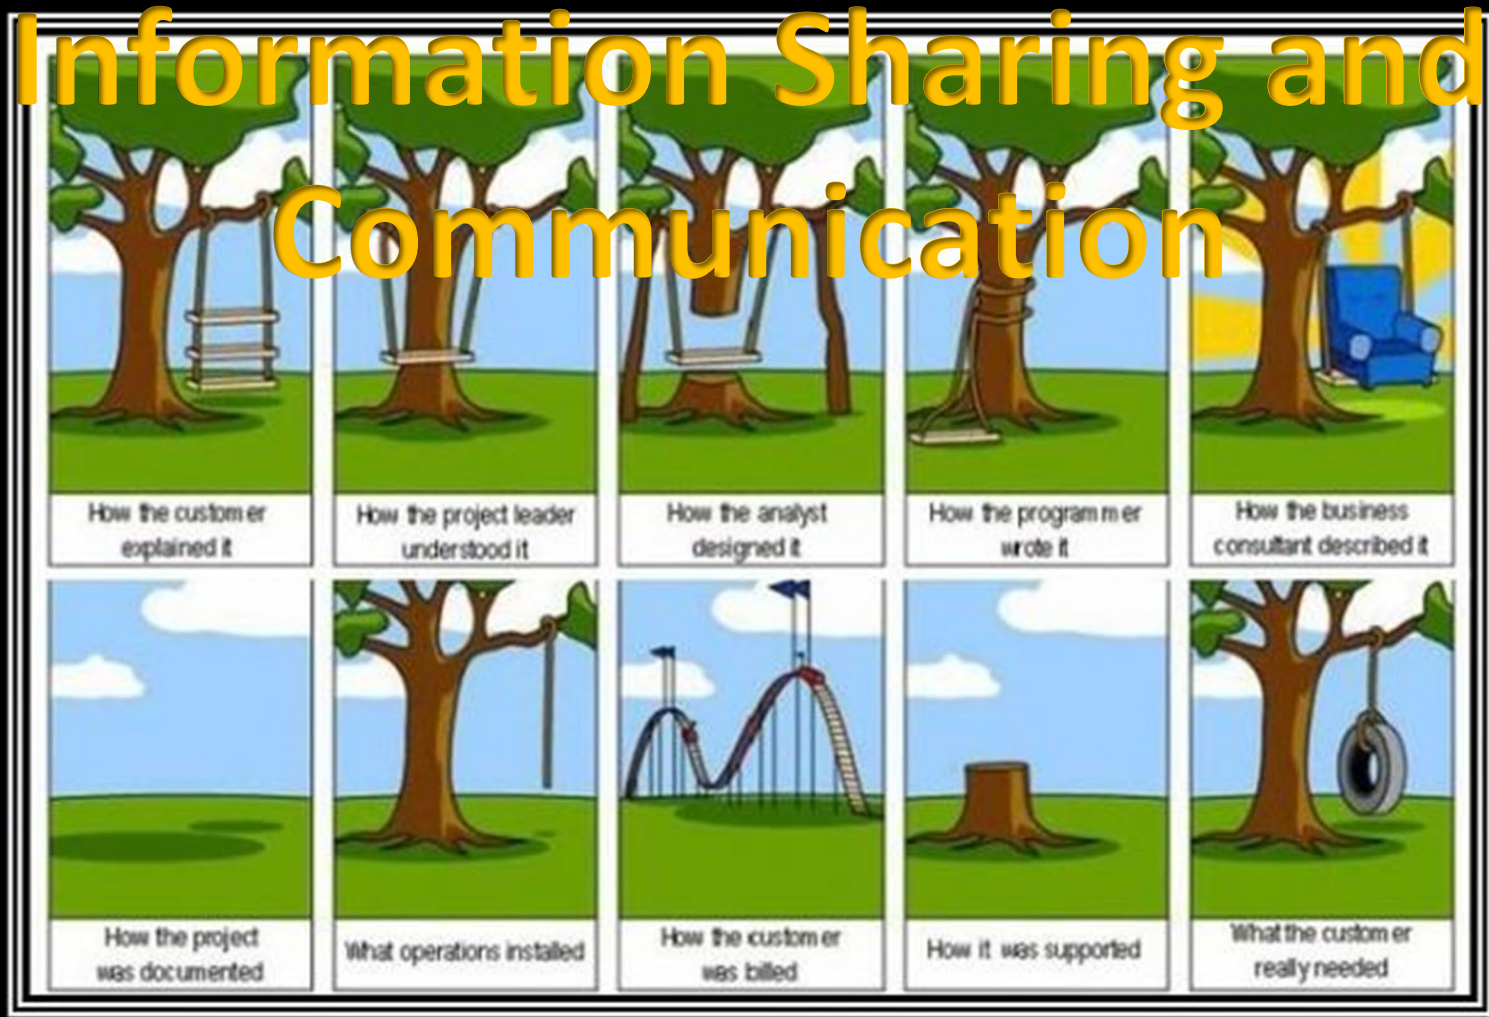 Information Sharing and
Communication
How the customer
explained it
How the project leader
understood it
How the analyst
designed it
How the programmer
wrote it
How the business
consultant described it
How the project
was documented
What operations installed
How the customer
was billed
How it was supported
What the customer
really needed